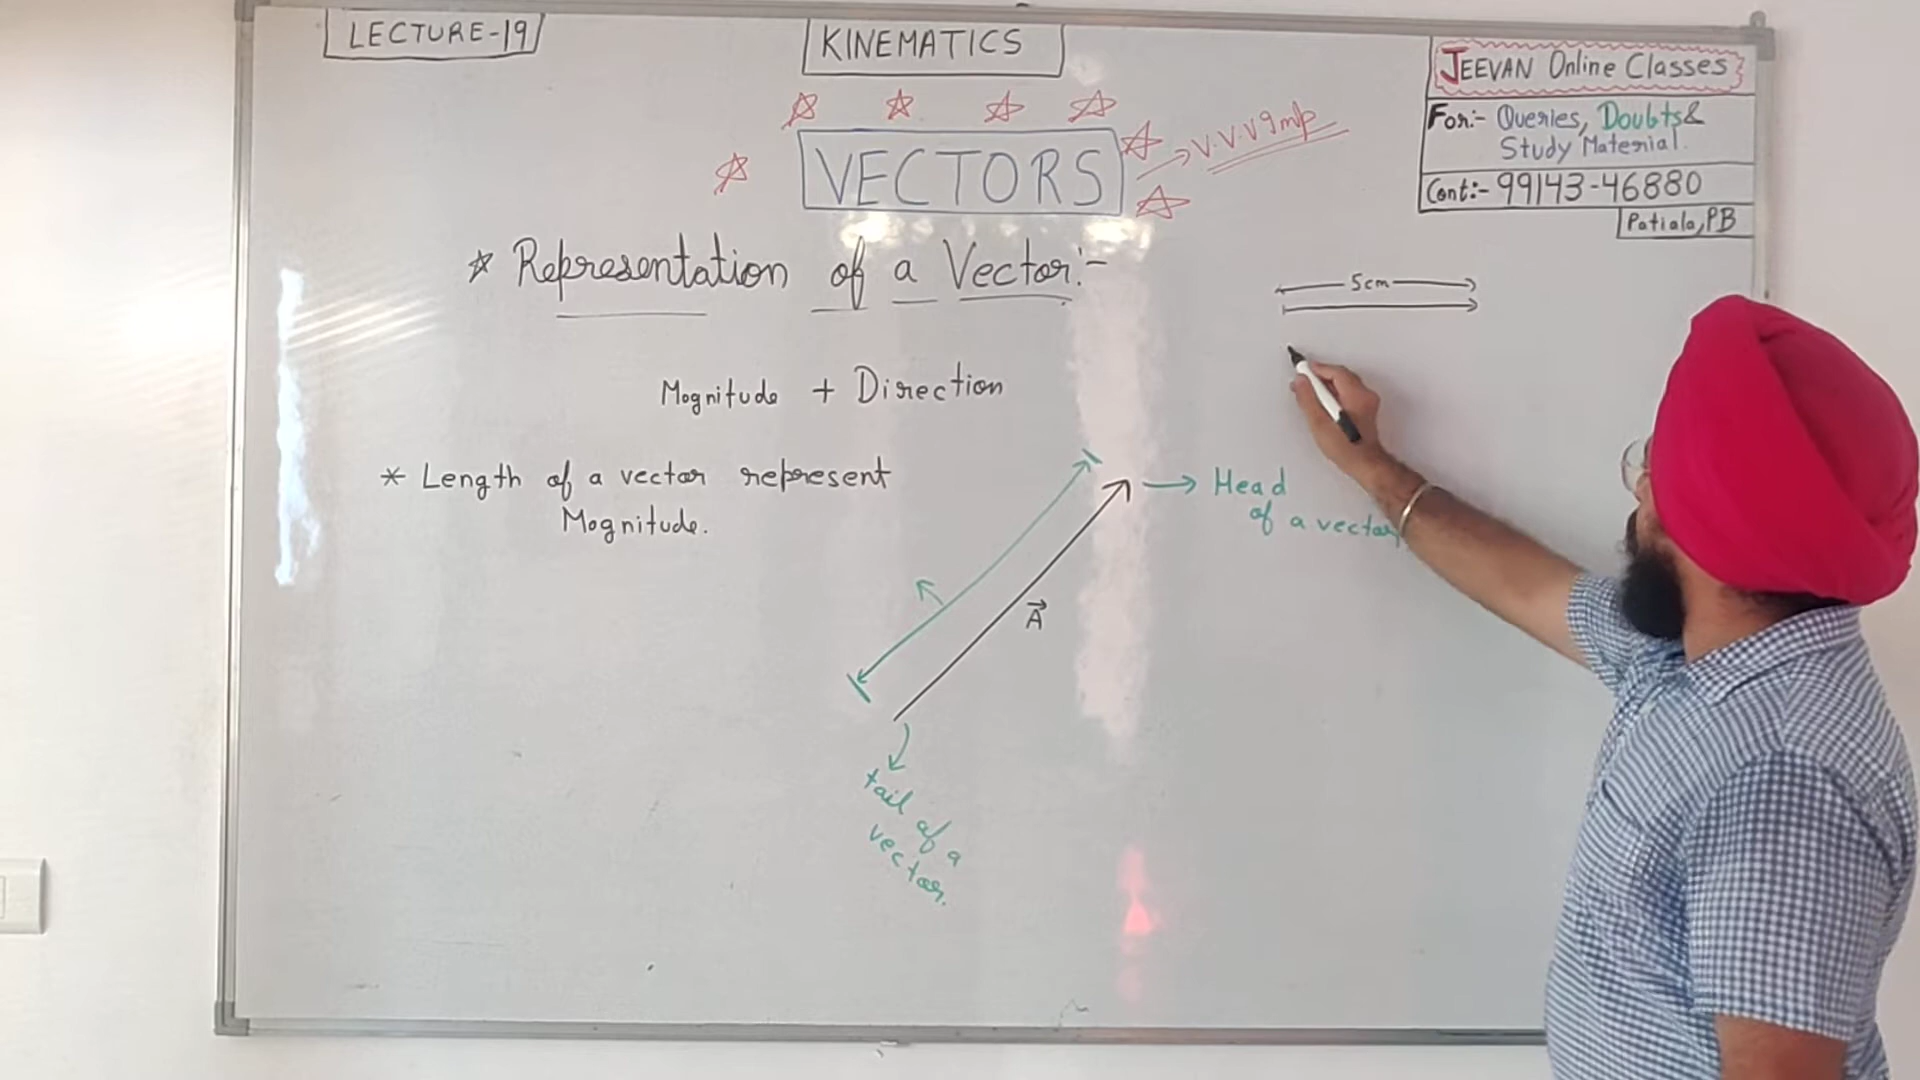 LECTURE-19
KINEMATICS
JEEVAN Online Classes
For:- Queries, Doubts &
Study Material.
Cont:- 99143-46880
Patiala, PB
VECTORS
→ V.V.V Imp
☆ Representation of a Vector:-
5cm
Magnitude + Direction
* Length of a vector represent
Magnitude.
→ Head
of a vector
A⃗
tail of a
vector.